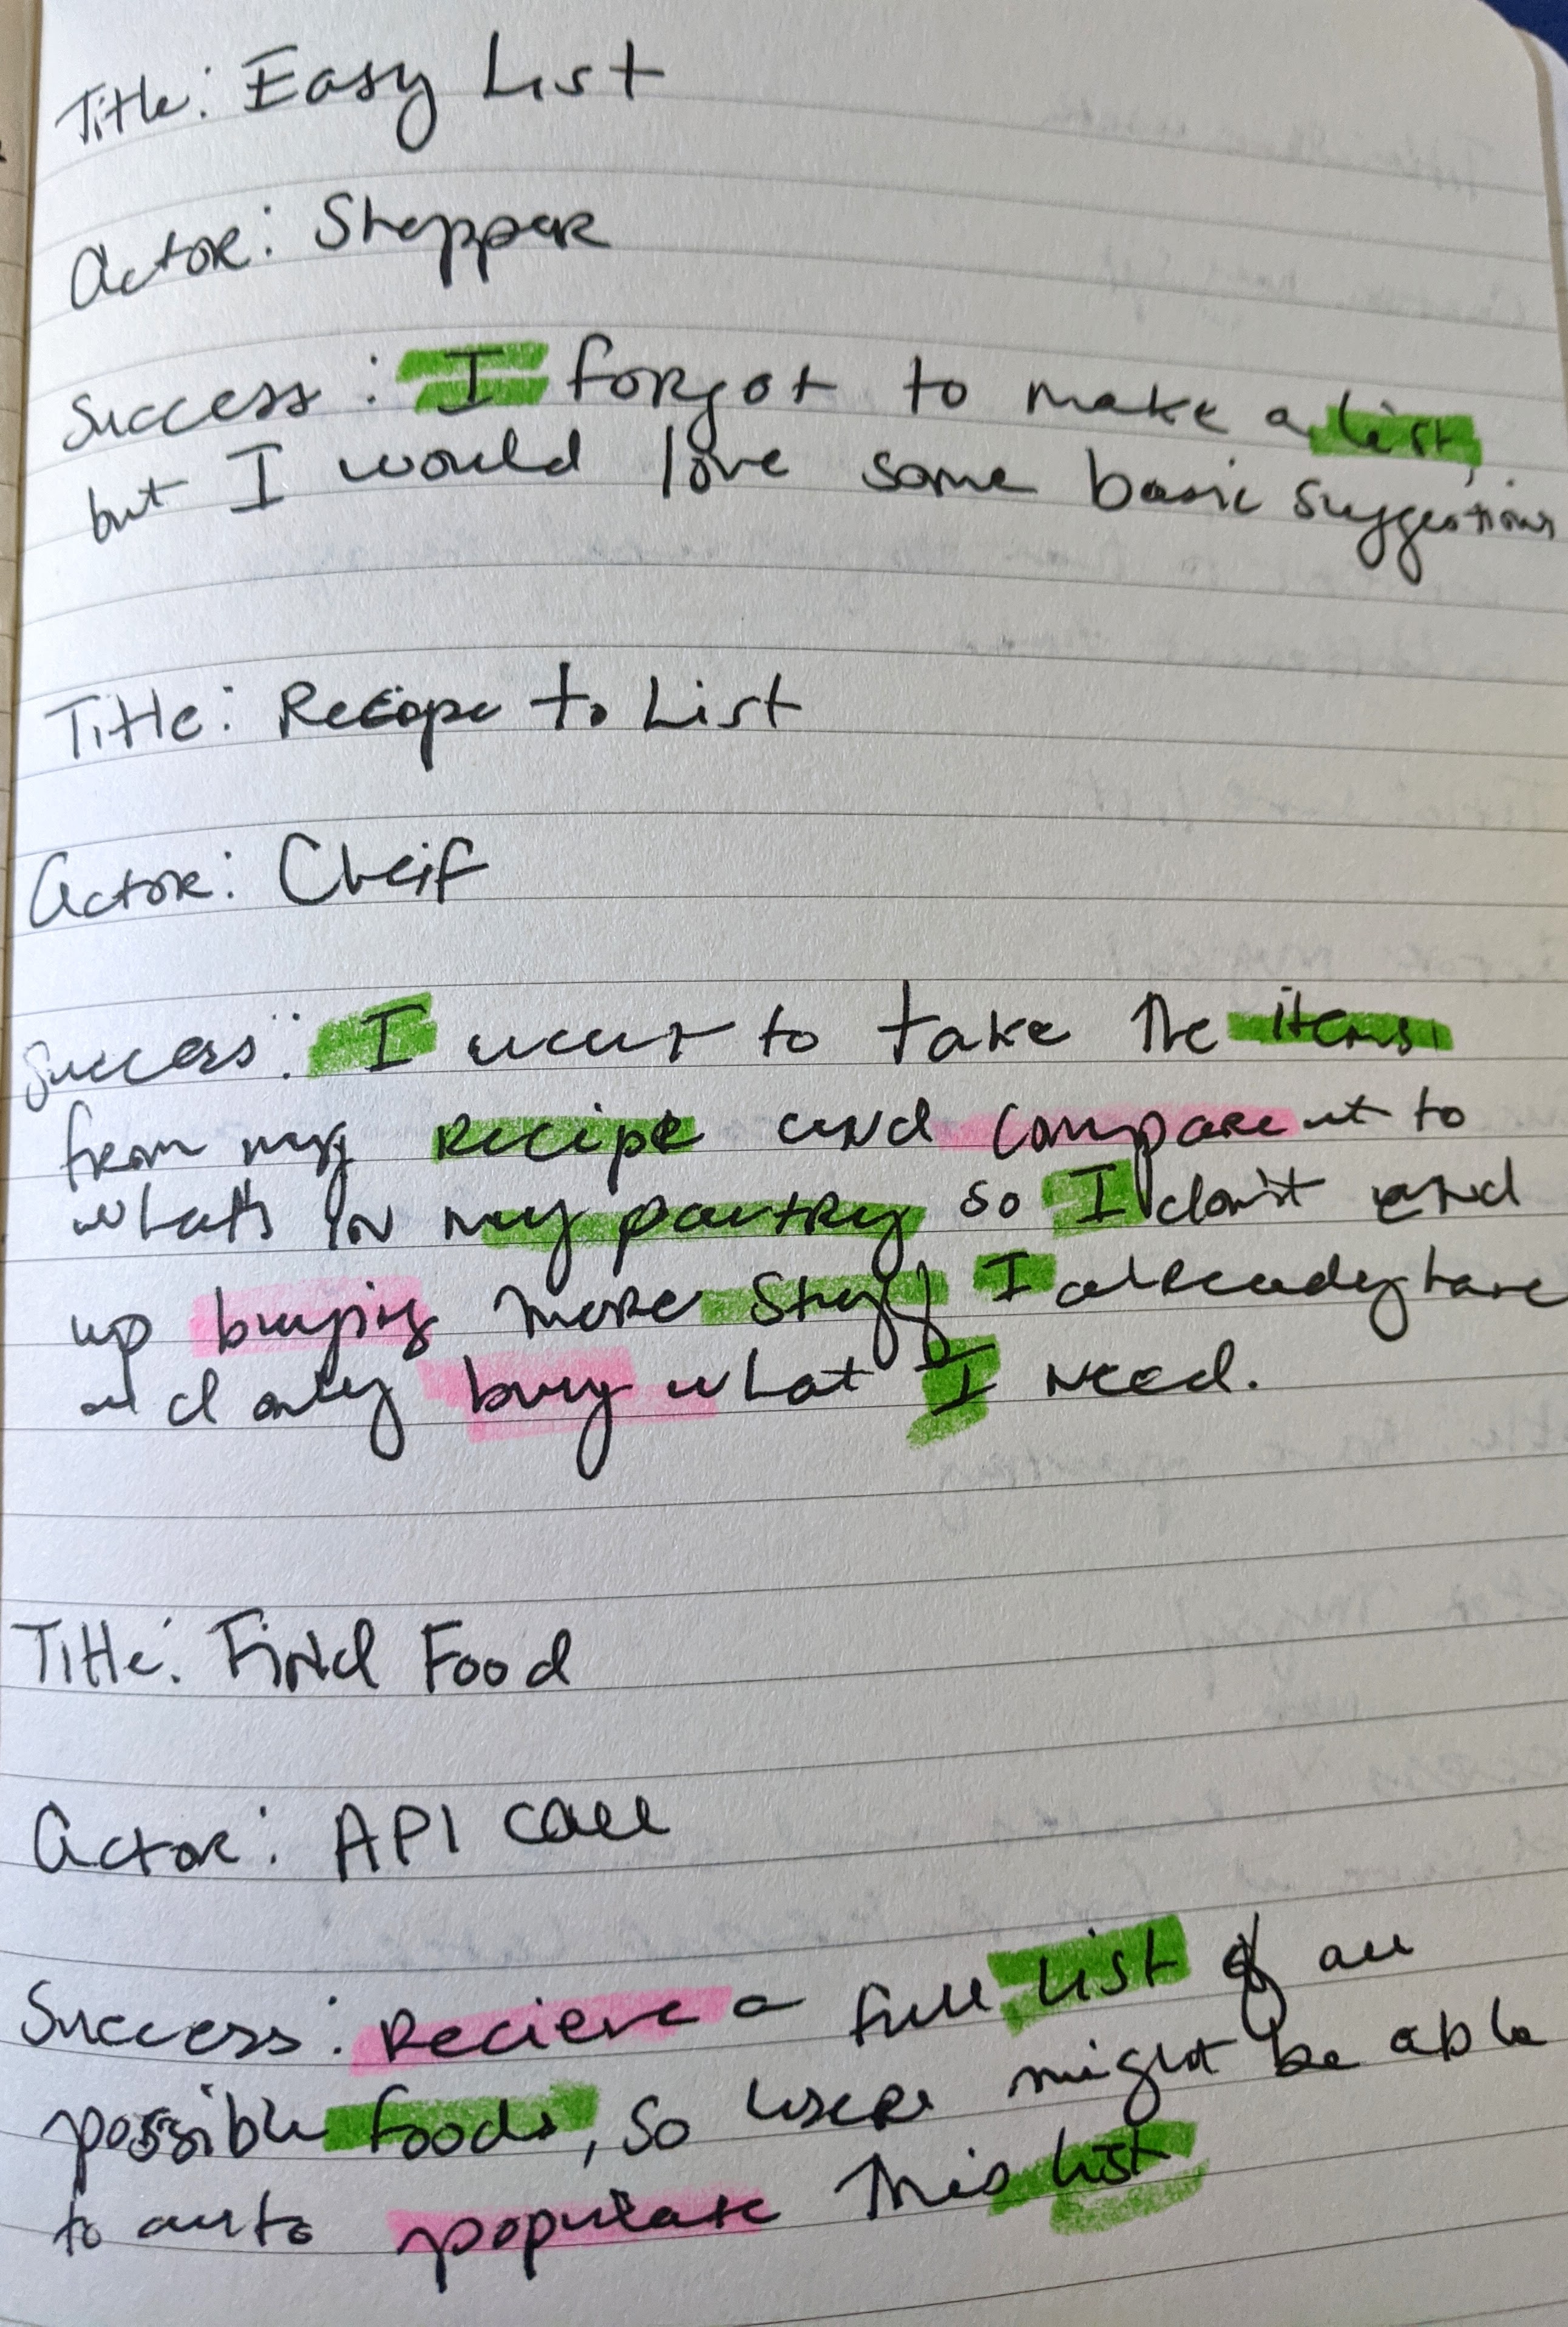 Title: Easy List
Actor: Shopper
Success: I forgot to make a list,
but I would love some basic suggestions
Title: Recipe to List
Actor: Cheif
Success: I want to take the items
from my recipe and compare it to
what's in my pantry so I don't end
up buying more stuff I already have
and only buy what I need.
Title: Find Food
Actor: API call
Success: Recieve a full list of all
possible foods, so users might be able
to auto populate this list